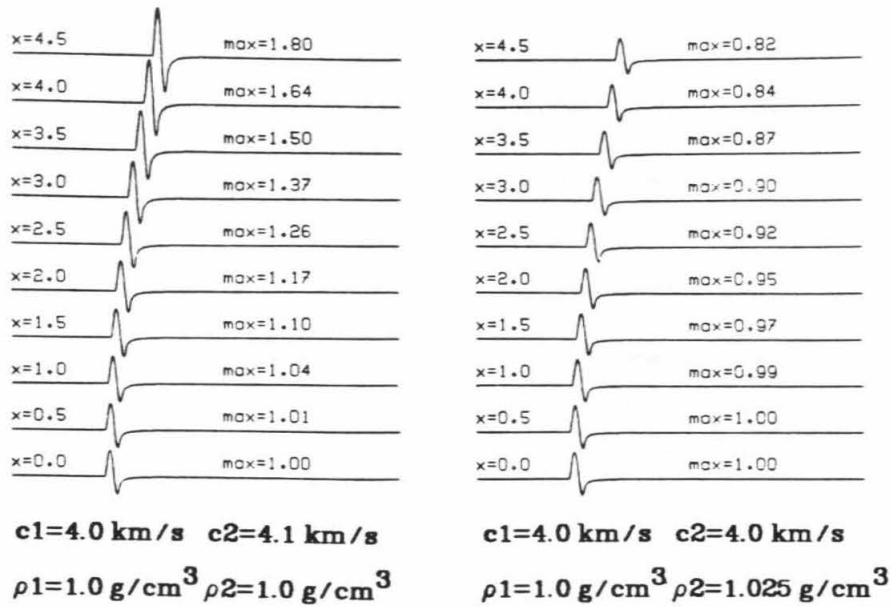 x=4.5 max=1.80
x=4.0 max=1.64
x=3.5 max=1.50
x=3.0 max=1.37
x=2.5 max=1.26
x=2.0 max=1.17
x=1.5 max=1.10
x=1.0 max=1.04
x=0.5 max=1.01
x=0.0 max=1.00
c1=4.0 km/s c2=4.1 km/s
ρ1=1.0 g/cm³ ρ2=1.0 g/cm³
x=4.5 max=0.82
x=4.0 max=0.84
x=3.5 max=0.87
x=3.0 max=0.90
x=2.5 max=0.92
x=2.0 max=0.95
x=1.5 max=0.97
x=1.0 max=0.99
x=0.5 max=1.00
x=0.0 max=1.00
c1=4.0 km/s c2=4.0 km/s
ρ1=1.0 g/cm³ ρ2=1.025 g/cm³